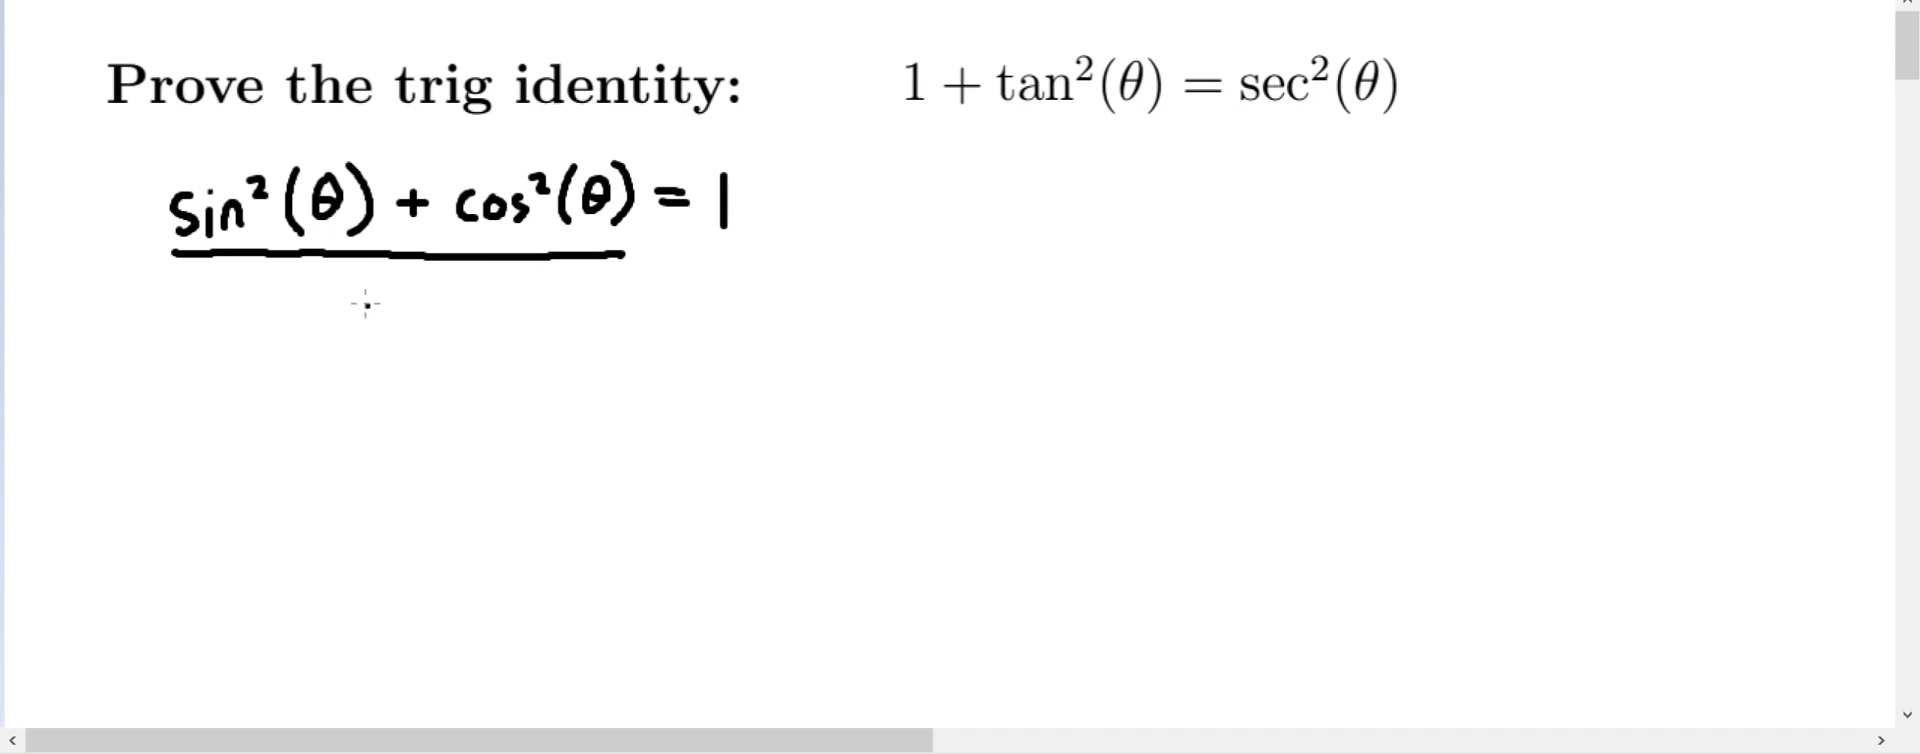 Prove the trig identity: 1 + tan²(θ) = sec²(θ)
sin²(θ) + cos²(θ) = 1